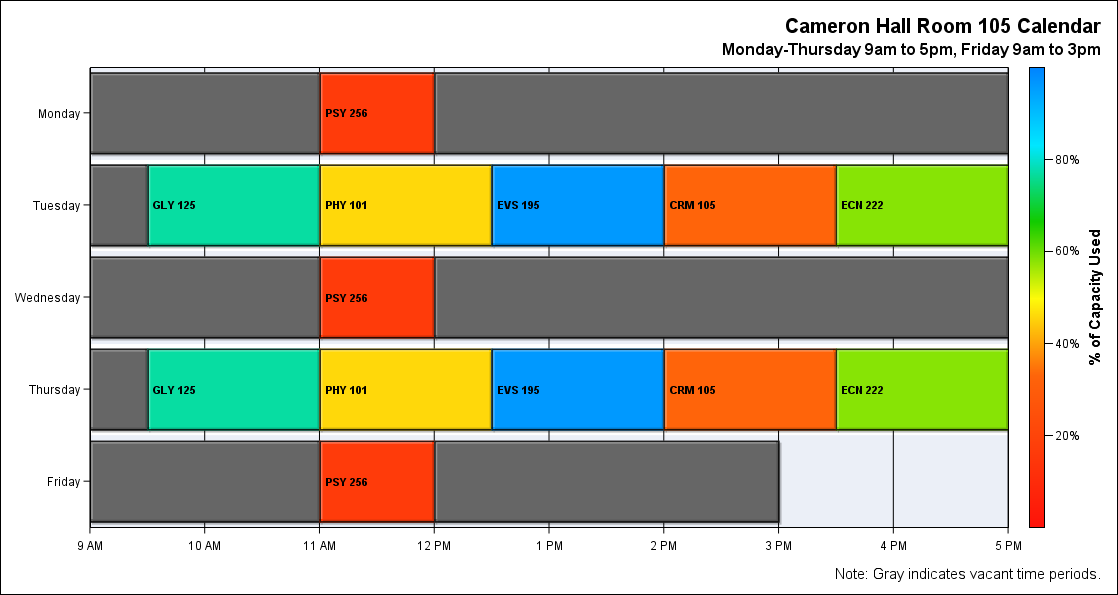 Cameron Hall Room 105 Calendar
Monday-Thursday 9am to 5pm, Friday 9am to 3pm
Monday
PSY 256
Tuesday
GLY 125
PHY 101
EVS 195
CRM 105
ECN 222
Wednesday
PSY 256
Thursday
GLY 125
PHY 101
EVS 195
CRM 105
ECN 222
Friday
PSY 256
9 AM
10 AM
11 AM
12 PM
1 PM
2 PM
3 PM
4 PM
5 PM
80%
60%
40%
20%
% of Capacity Used
Note: Gray indicates vacant time periods.